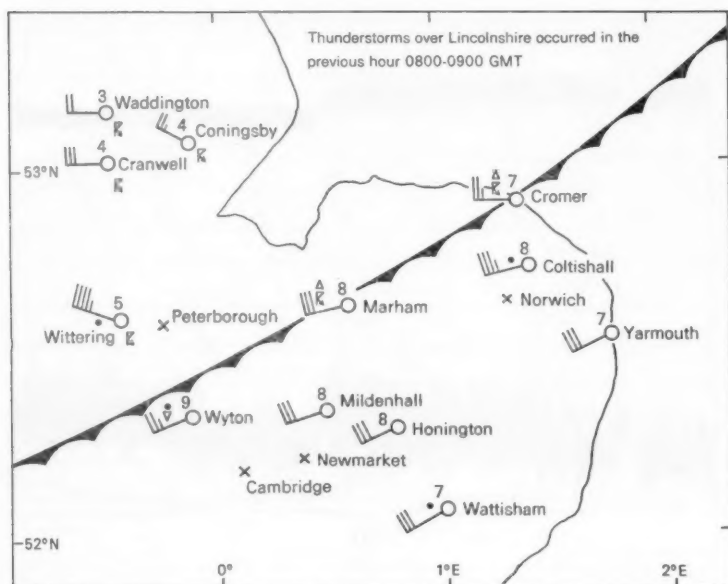 Thunderstorms over Lincolnshire occurred in the
previous hour 0800-0900 GMT
3 Waddington
4 Coningsby
4 Cranwell
53°N
7
Cromer
8
Coltishall
8
Marham
Norwich
5
Peterborough
Wittering
7
Yarmouth
9
Wyton
8 Mildenhall
8 Honington
Newmarket
Cambridge
7
Wattisham
52°N
0° 1°E 2°E